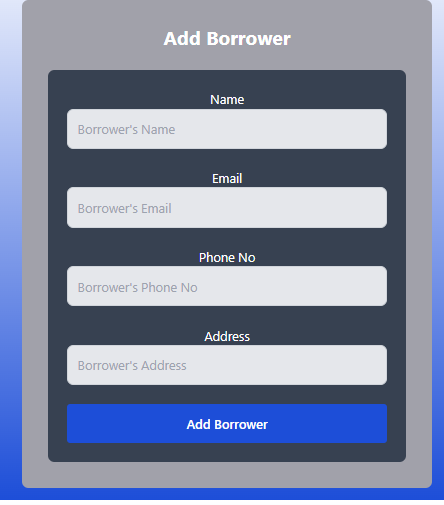 Add Borrower
Name
Borrower's Name
Email
Borrower's Email
Phone No
Borrower's Phone No
Address
Borrower's Address
Add Borrower